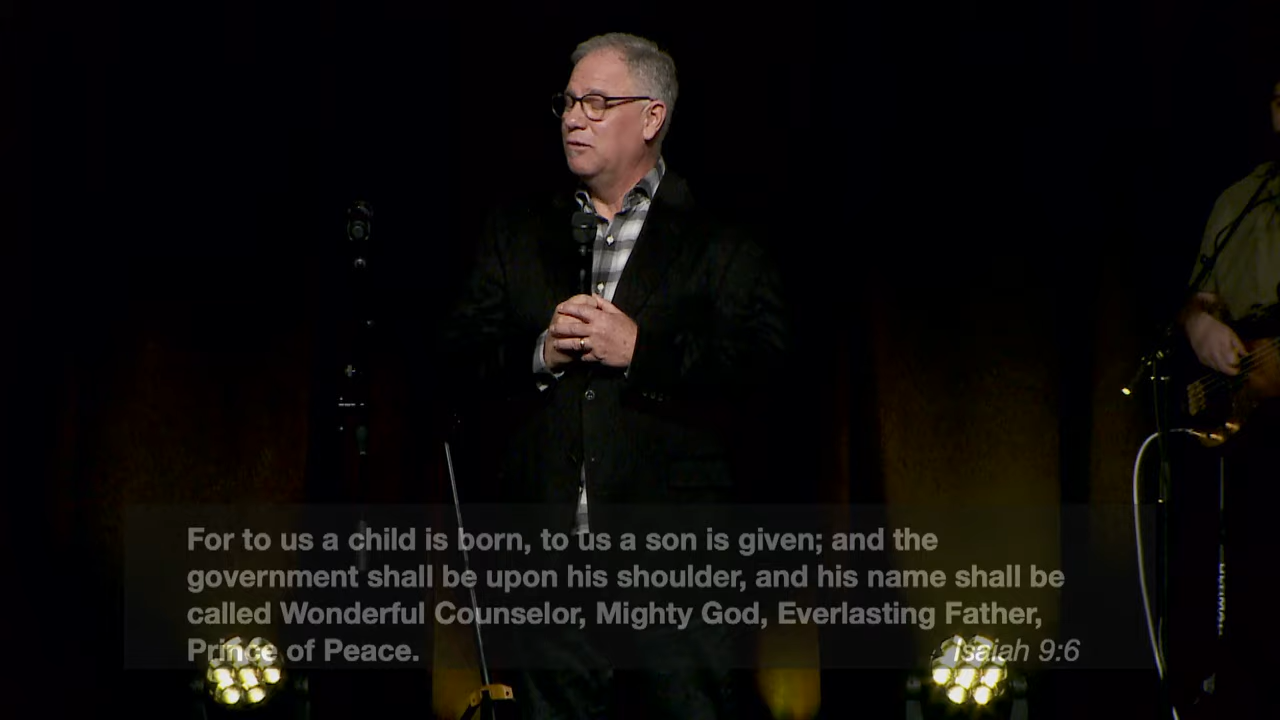 For to us a child is born, to us a son is given; and the
government shall be upon his shoulder, and his name shall be
called Wonderful Counselor, Mighty God, Everlasting Father,
Prince of Peace.
Isaiah 9:6